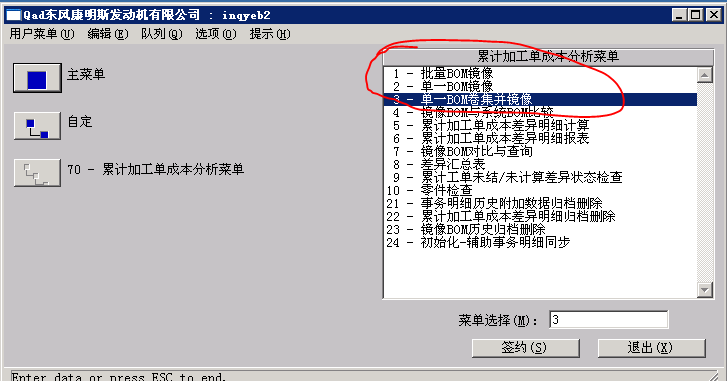 Qad东风康明斯发动机有限公司 : inqyeb2
用户菜单(U) 编辑(E) 队列(Q) 选项(O) 提示(H)
主菜单
自定
70 - 累计加工单成本分析菜单
累计加工单成本分析菜单
1 - 批量BOM镜像
2 - 单一BOM镜像
3 - 单一BOM卷集并镜像
4 - 镜像BOM与系统BOM比较
5 - 累计加工单成本差异明细计算
6 - 累计加工单成本差异明细报表
7 - 镜像BOM对比与查询
8 - 差异汇总表
9 - 累计工单未结/未计算差异状态检查
10 - 零件检查
21 - 事务明细历史附加数据归档删除
22 - 累计加工单成本差异明细归档删除
23 - 镜像BOM历史归档删除
24 - 初始化-辅助事务明细同步
菜单选择(M): 3
签约(S) 退出(X)
Enter data or press ESC to end.